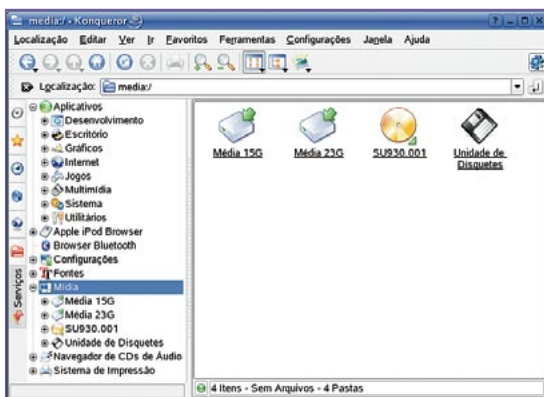 media:/ - Konqueror
Localização Editar Ver Ir Favoritos Ferramentas Configurações Janela Ajuda
Localização: media:/
Aplicativos
Desenvolvimento
Escritório
Gráficos
Internet
Jogos
Multimídia
Sistema
Utilitários
Apple iPod Browser
Browser Bluetooth
Configurações
Fontes
Mídia
Média 15G
Média 23G
SU930.001
Unidade de Disquetes
Navegador de CDs de Áudio
Sistema de Impressão
Serviços
Média 15G
Média 23G
SU930.001
Unidade de
Disquetes
4 Itens - Sem Arquivos - 4 Pastas